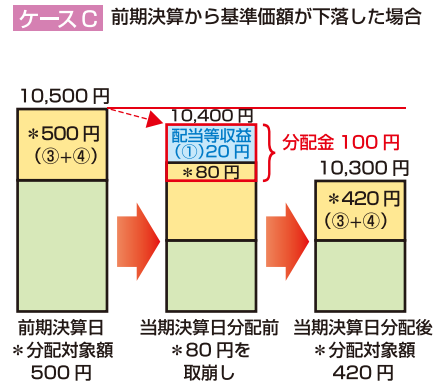 ケースC 前期決算から基準価額が下落した場合
10,500円
＊500円
（③+④）
10,400円
配当等収益
（①）20円
＊80円
分配金100円
10,300円
＊420円
（③+④）
前期決算日
＊分配対象額
500円
当期決算日分配前
＊80円を
取崩し
当期決算日分配後
＊分配対象額
420円